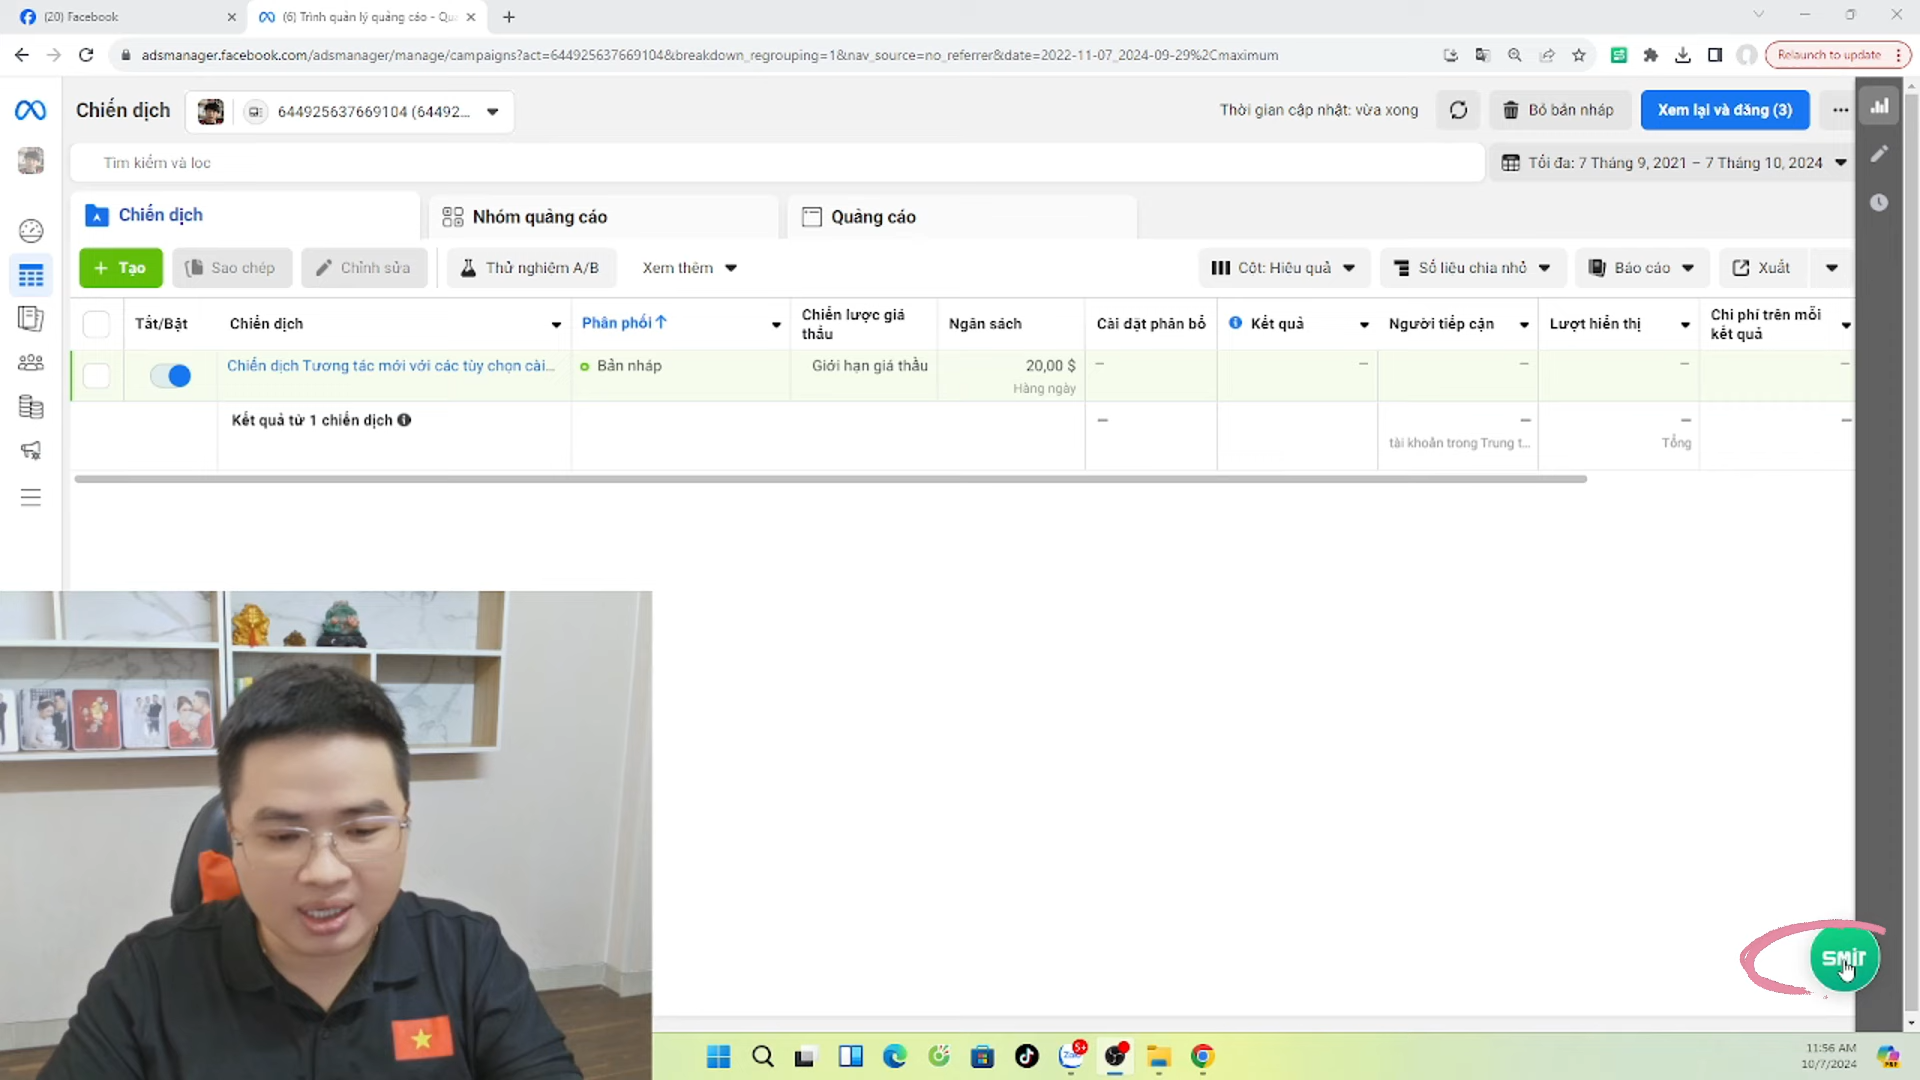 (20) Facebook
(6) Trình quản lý quảng cáo - Quả
adsmanager.facebook.com/adsmanager/manage/campaigns?act=644925637669104&breakdown_regrouping=1&nav_source=no_referrer&date=2022-11-07_2024-09-29%2Cmaximum
Relaunch to update
Chiến dịch
644925637669104 (64492...
Thời gian cập nhật: vừa xong
Bỏ bản nháp
Xem lại và đăng (3)
Tìm kiếm và lọc
Tối đa: 7 Tháng 9, 2021 – 7 Tháng 10, 2024
Chiến dịch
Nhóm quảng cáo
Quảng cáo
+ Tạo
Sao chép
Chỉnh sửa
Thử nghiệm A/B
Xem thêm
Cột: Hiệu quả
Số liệu chia nhỏ
Báo cáo
Xuất
Tắt/Bật
Chiến dịch
Phân phối ↑
Chiến lược giá thầu
Ngân sách
Cài đặt phân bổ
Kết quả
Người tiếp cận
Lượt hiển thị
Chi phí trên mỗi kết quả
Chiến dịch Tương tác mới với các tùy chọn cài...
Bản nháp
Giới hạn giá thầu
20,00 $
Hàng ngày
Kết quả từ 1 chiến dịch
tài khoản trong Trung t...
Tổng
SMIT
Zalo
5+
11:56 AM
10/7/2024